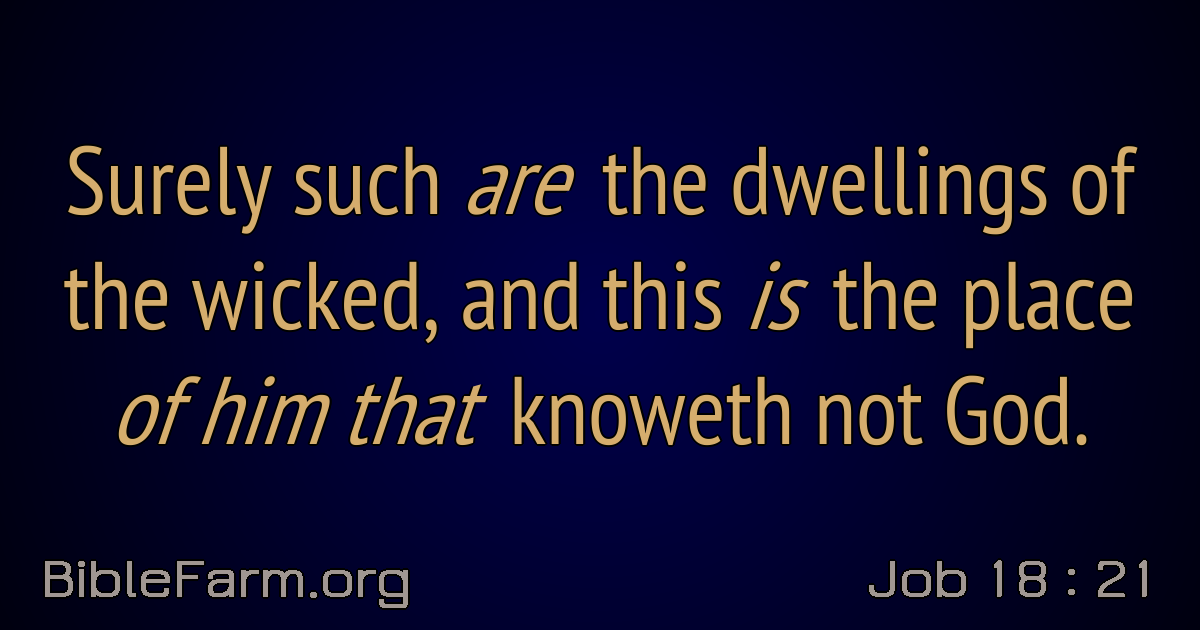 Surely such are the dwellings of
the wicked, and this is the place
of him that knoweth not God.
BibleFarm.org
Job 18 : 21